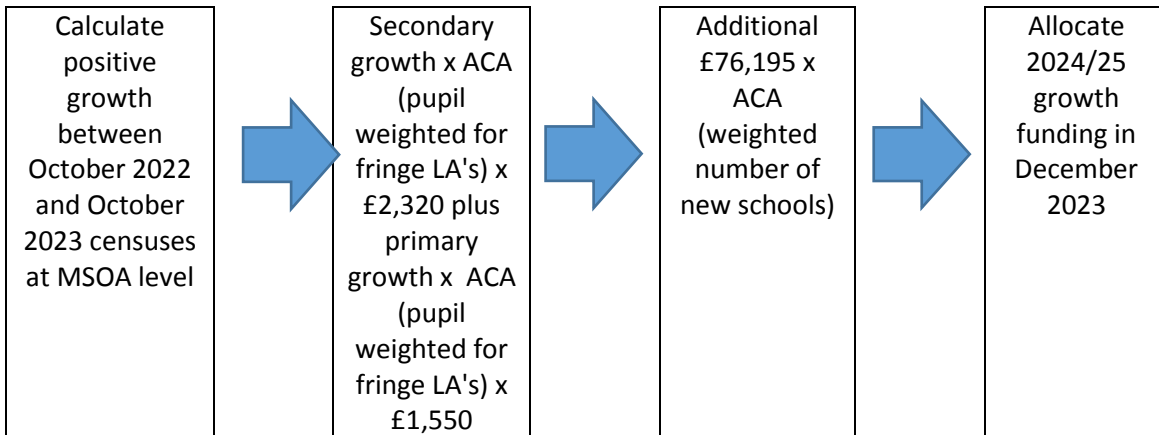 Calculate
positive
growth
between
October 2022
and October
2023 censuses
at MSOA level
Secondary
growth x ACA
(pupil
weighted for
fringe LA's) x
£2,320 plus
primary
growth x  ACA
(pupil
weighted for
fringe LA's) x
£1,550
Additional
£76,195 x
ACA
(weighted
number of
new schools)
Allocate
2024/25
growth
funding in
December
2023